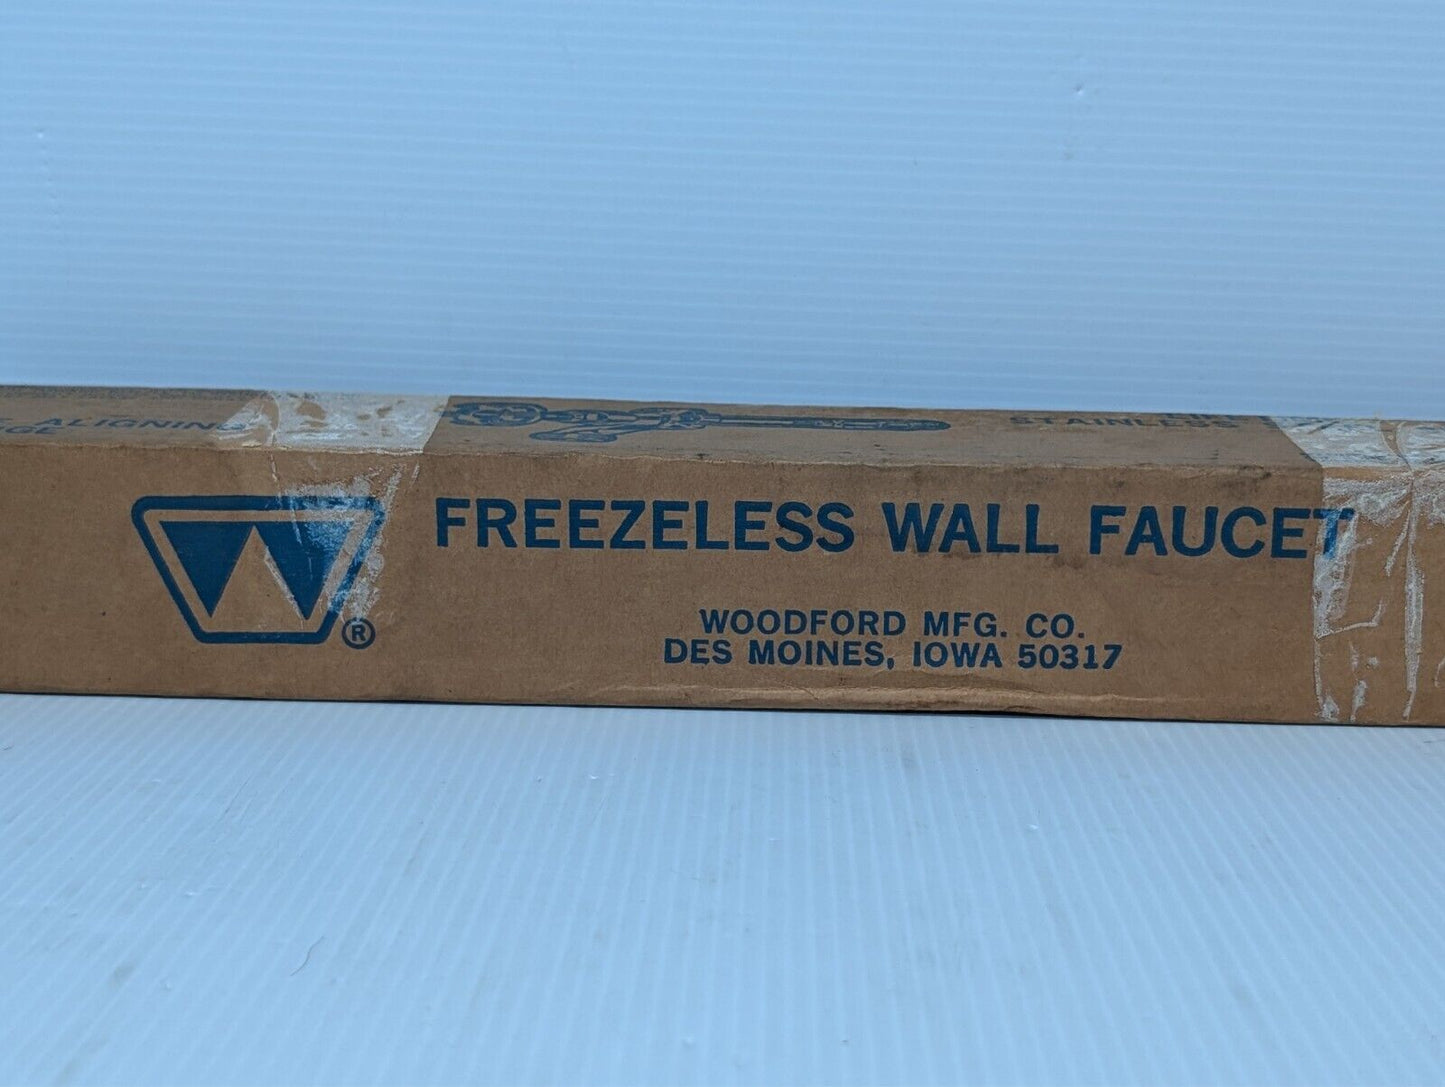 ALIGNING
STAINLESS
FREEZELESS WALL FAUCET
®
WOODFORD MFG. CO.
DES MOINES, IOWA 50317